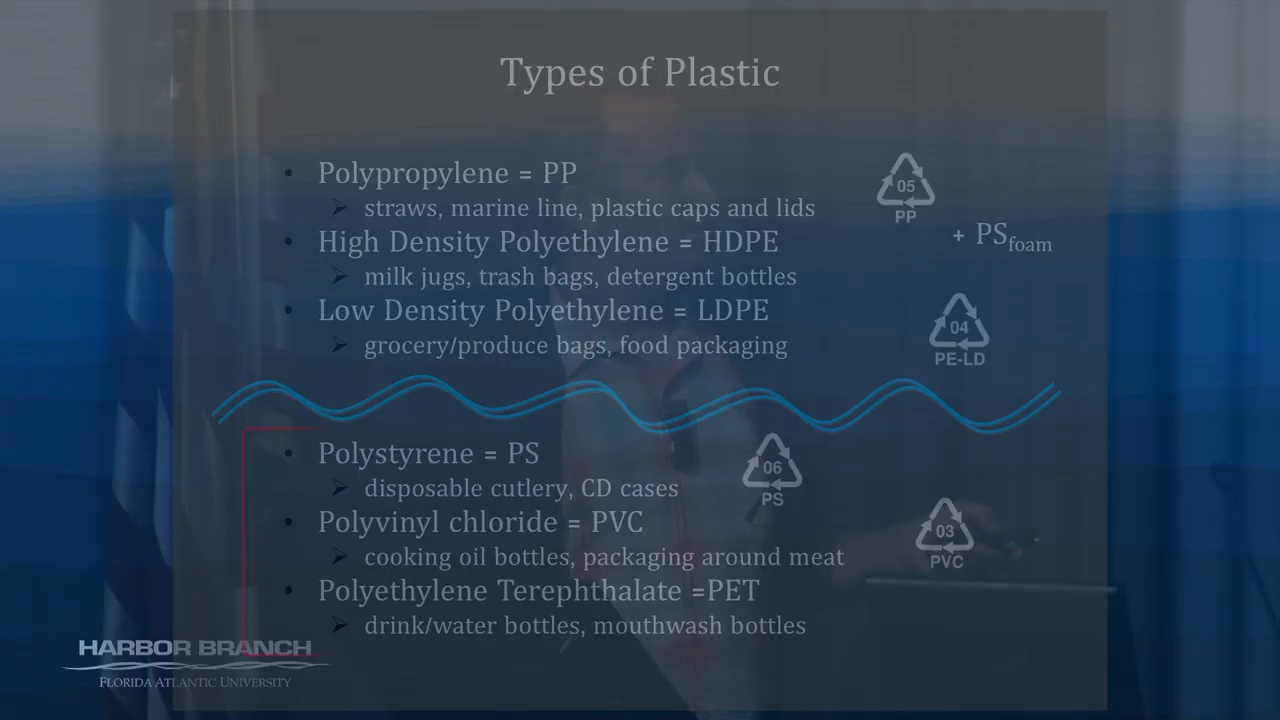 Types of Plastic
• Polypropylene = PP
➢ straws, marine line, plastic caps and lids
05
PP
• High Density Polyethylene = HDPE
+ PSfoam
➢ milk jugs, trash bags, detergent bottles
• Low Density Polyethylene = LDPE
04
PE-LD
➢ grocery/produce bags, food packaging
• Polystyrene = PS
06
PS
➢ disposable cutlery, CD cases
• Polyvinyl chloride = PVC
03
PVC
➢ cooking oil bottles, packaging around meat
• Polyethylene Terephthalate =PET
➢ drink/water bottles, mouthwash bottles
HARBOR BRANCH
FLORIDA ATLANTIC UNIVERSITY